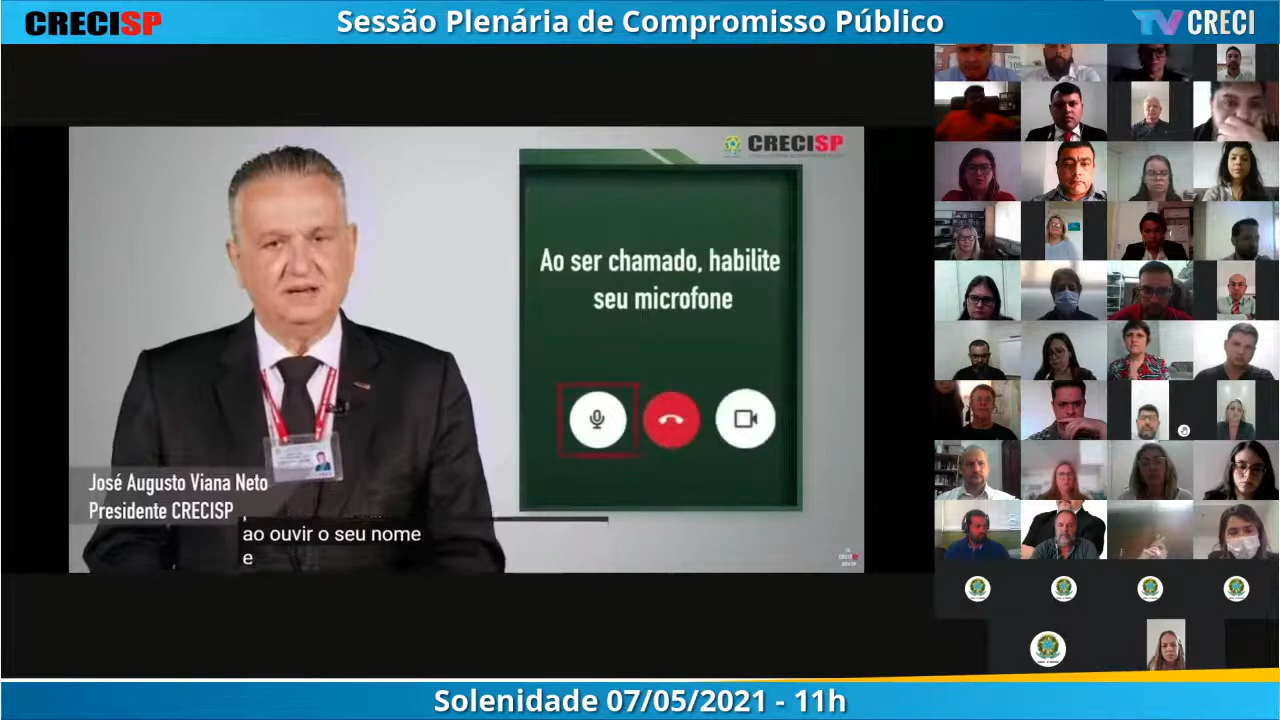 CRECISP
Sessão Plenária de Compromisso Público
TV CRECI
CRECISP
Ao ser chamado, habilite
seu microfone
José Augusto Viana Neto
Presidente CRECISP
ao ouvir o seu nome
e
Solenidade 07/05/2021 - 11h